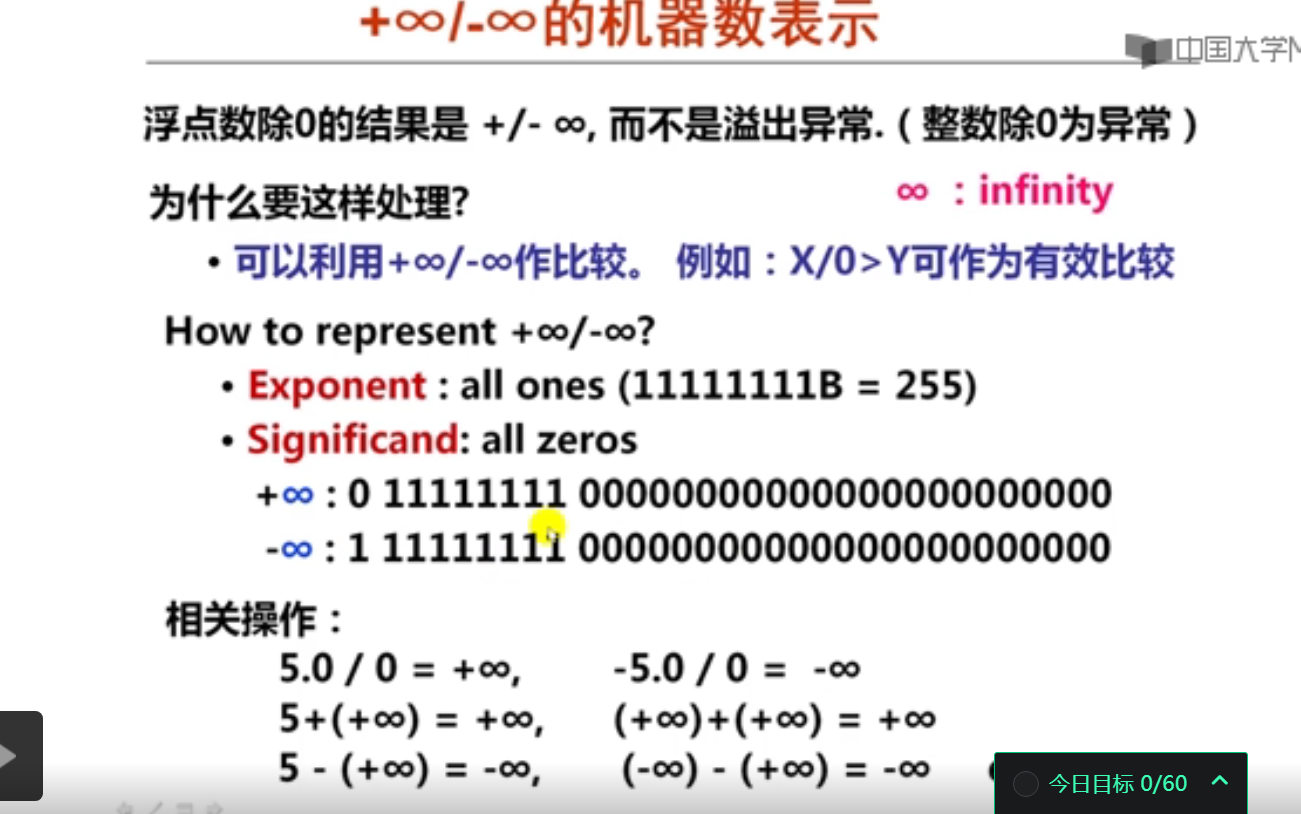 +∞/-∞的机器数表示
中国大学M
浮点数除0的结果是 +/- ∞, 而不是溢出异常.（整数除0为异常）
为什么要这样处理?
∞ ：infinity
• 可以利用+∞/-∞作比较。 例如：X/0>Y可作为有效比较
How to represent +∞/-∞?
• Exponent : all ones (11111111B = 255)
• Significand: all zeros
+∞ : 0 11111111 00000000000000000000000
-∞ : 1 11111111 00000000000000000000000
相关操作：
5.0 / 0 = +∞, -5.0 / 0 = -∞
5+(+∞) = +∞, (+∞)+(+∞) = +∞
5 - (+∞) = -∞, (-∞) - (+∞) = -∞
今日目标 0/60